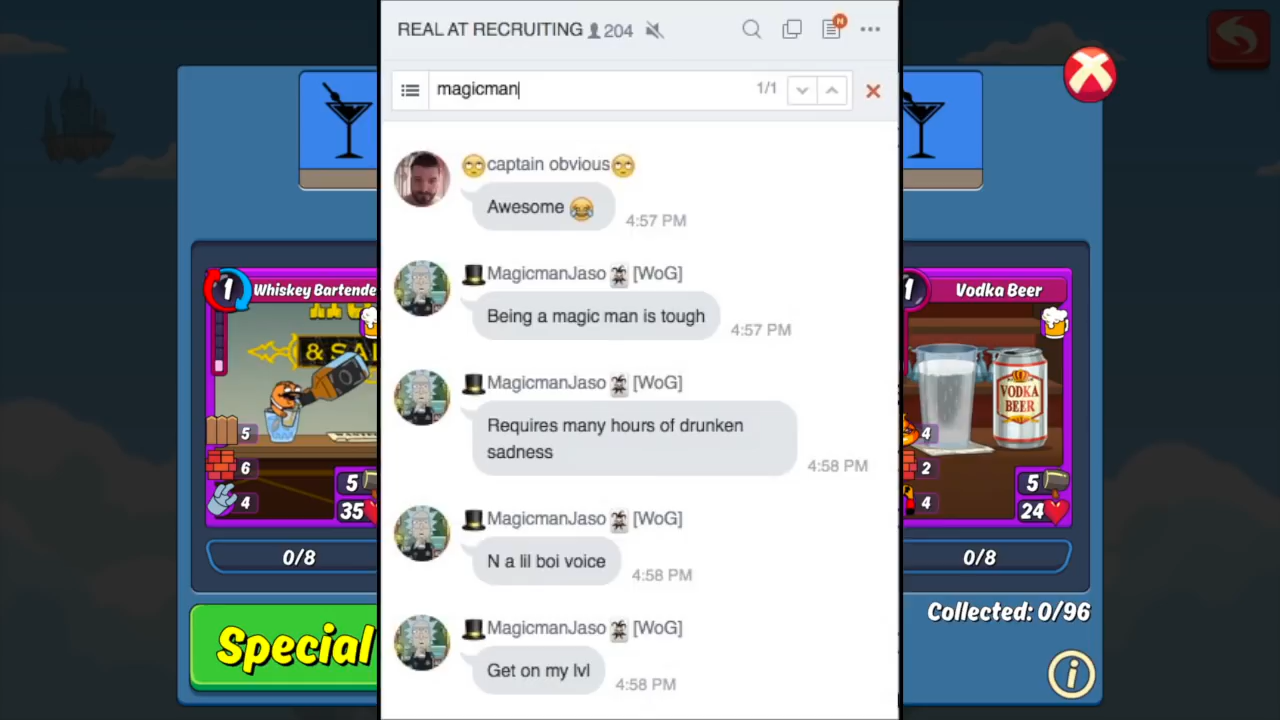 REAL AT RECRUITING 204
N
magicman
1/1
🙄captain obvious🙄
Awesome 😂
4:57 PM
🎩MagicmanJaso🃏[WoG]
Being a magic man is tough
4:57 PM
🎩MagicmanJaso🃏[WoG]
Requires many hours of drunken
sadness
4:58 PM
🎩MagicmanJaso🃏[WoG]
N a lil boi voice
4:58 PM
🎩MagicmanJaso🃏[WoG]
Get on my lvl
4:58 PM
1
Whiskey Bartende
& SAL
5
6
4
5
35
0/8
Special
1
Vodka Beer
VODKA
BEER
4
2
4
5
24
0/8
Collected: 0/96
i